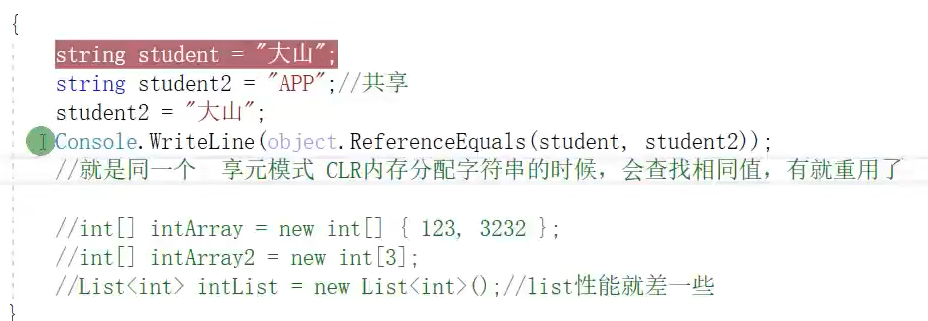 {
string student = "大山";
string student2 = "APP";//共享
student2 = "大山";
Console.WriteLine(object.ReferenceEquals(student, student2));
//就是同一个  享元模式 CLR内存分配字符串的时候，会查找相同值，有就重用了
//int[] intArray = new int[] { 123, 3232 };
//int[] intArray2 = new int[3];
//List<int> intList = new List<int>();//list性能就差一些
}